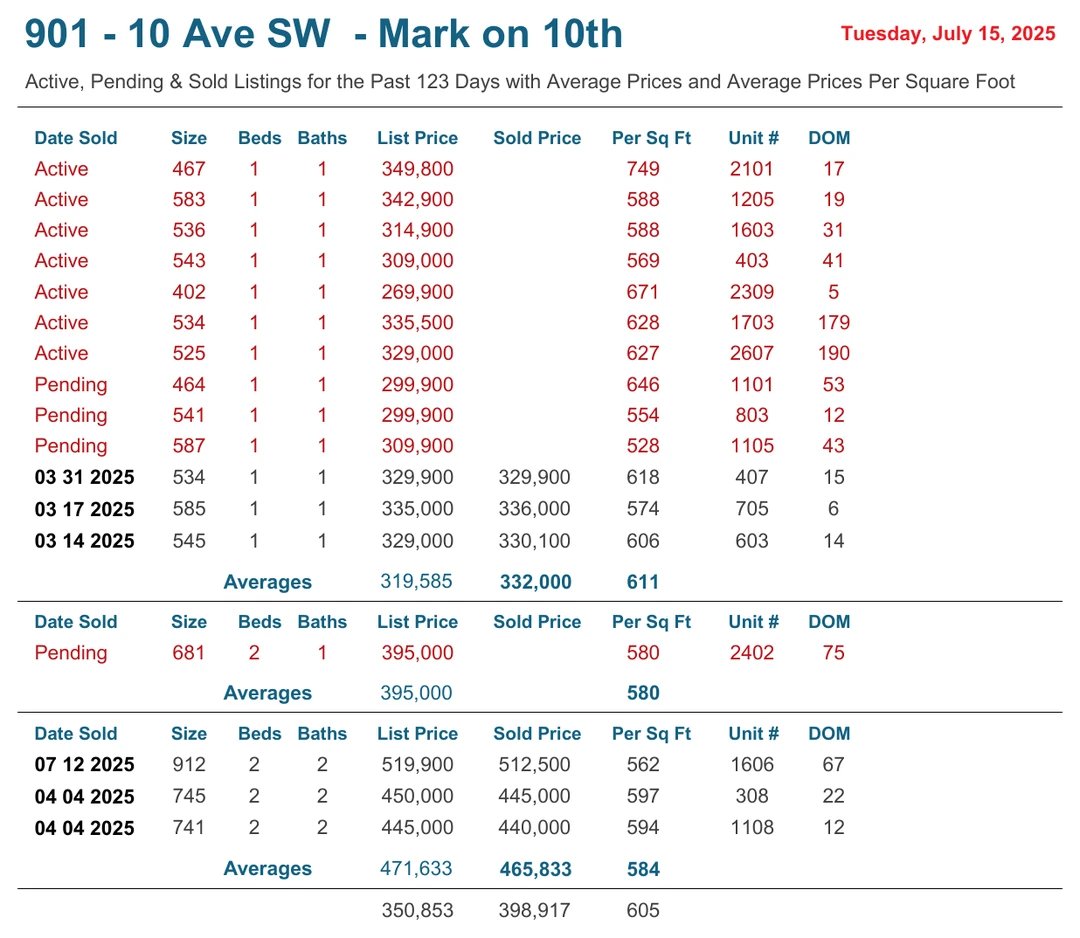 901 - 10 Ave SW - Mark on 10th Tuesday, July 15, 2025
Active, Pending & Sold Listings for the Past 123 Days with Average Prices and Average Prices Per Square Foot
Date Sold Size Beds Baths List Price Sold Price Per Sq Ft Unit # DOM
Active 467 1 1 349,800 749 2101 17
Active 583 1 1 342,900 588 1205 19
Active 536 1 1 314,900 588 1603 31
Active 543 1 1 309,000 569 403 41
Active 402 1 1 269,900 671 2309 5
Active 534 1 1 335,500 628 1703 179
Active 525 1 1 329,000 627 2607 190
Pending 464 1 1 299,900 646 1101 53
Pending 541 1 1 299,900 554 803 12
Pending 587 1 1 309,900 528 1105 43
03 31 2025 534 1 1 329,900 329,900 618 407 15
03 17 2025 585 1 1 335,000 336,000 574 705 6
03 14 2025 545 1 1 329,000 330,100 606 603 14
Averages 319,585 332,000 611
Date Sold Size Beds Baths List Price Sold Price Per Sq Ft Unit # DOM
Pending 681 2 1 395,000 580 2402 75
Averages 395,000 580
Date Sold Size Beds Baths List Price Sold Price Per Sq Ft Unit # DOM
07 12 2025 912 2 2 519,900 512,500 562 1606 67
04 04 2025 745 2 2 450,000 445,000 597 308 22
04 04 2025 741 2 2 445,000 440,000 594 1108 12
Averages 471,633 465,833 584
350,853 398,917 605